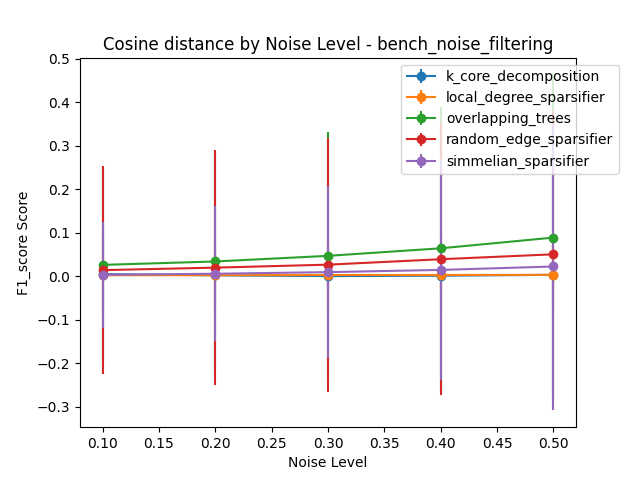 Cosine distance by Noise Level - bench_noise_filtering
F1_score Score
0.5
0.4
0.3
0.2
0.1
0.0
−0.1
−0.2
−0.3
k_core_decomposition
local_degree_sparsifier
overlapping_trees
random_edge_sparsifier
simmelian_sparsifier
0.10 0.15 0.20 0.25 0.30 0.35 0.40 0.45 0.50
Noise Level